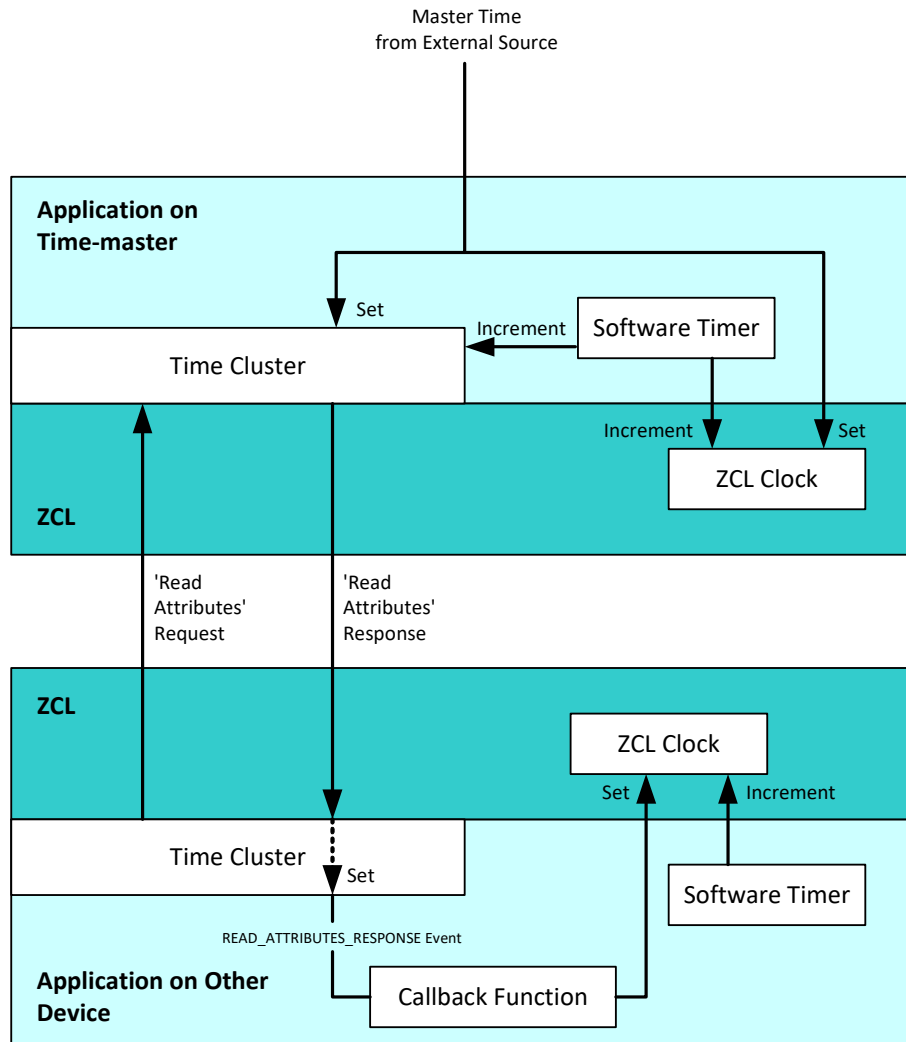 Master Time
from External Source
Application on
Time-master
Set
Increment
Software Timer
Time Cluster
Increment
Set
ZCL Clock
ZCL
'Read
Attributes'
Request
'Read
Attributes'
Response
ZCL
ZCL Clock
Set
Increment
Time Cluster
Set
Software Timer
READ_ATTRIBUTES_RESPONSE Event
Application on Other
Device
Callback Function